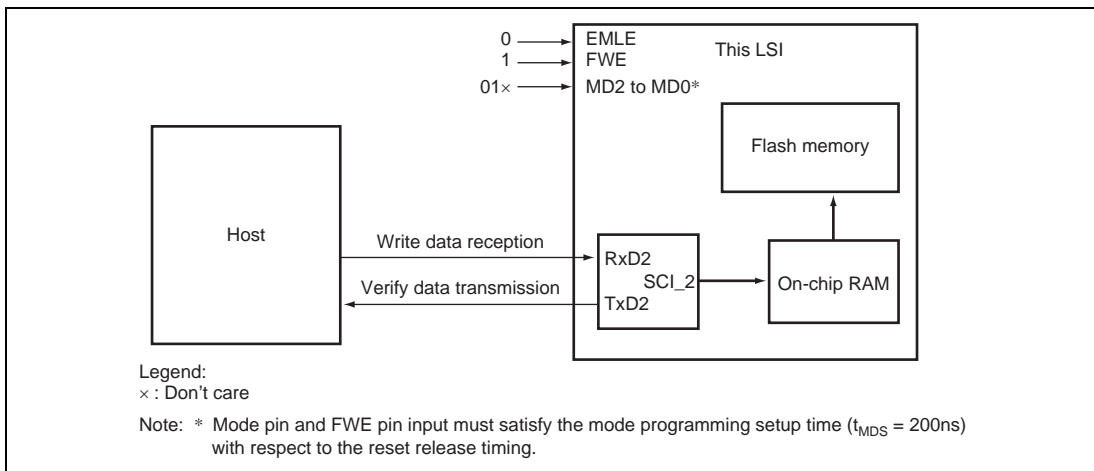 0
EMLE
This LSI
1
FWE
01×
MD2 to MD0*
Flash memory
Host
Write data reception
RxD2
SCI_2
On-chip RAM
Verify data transmission
TxD2
Legend:
× : Don't care
Note: * Mode pin and FWE pin input must satisfy the mode programming setup time (tMDS = 200ns)
with respect to the reset release timing.